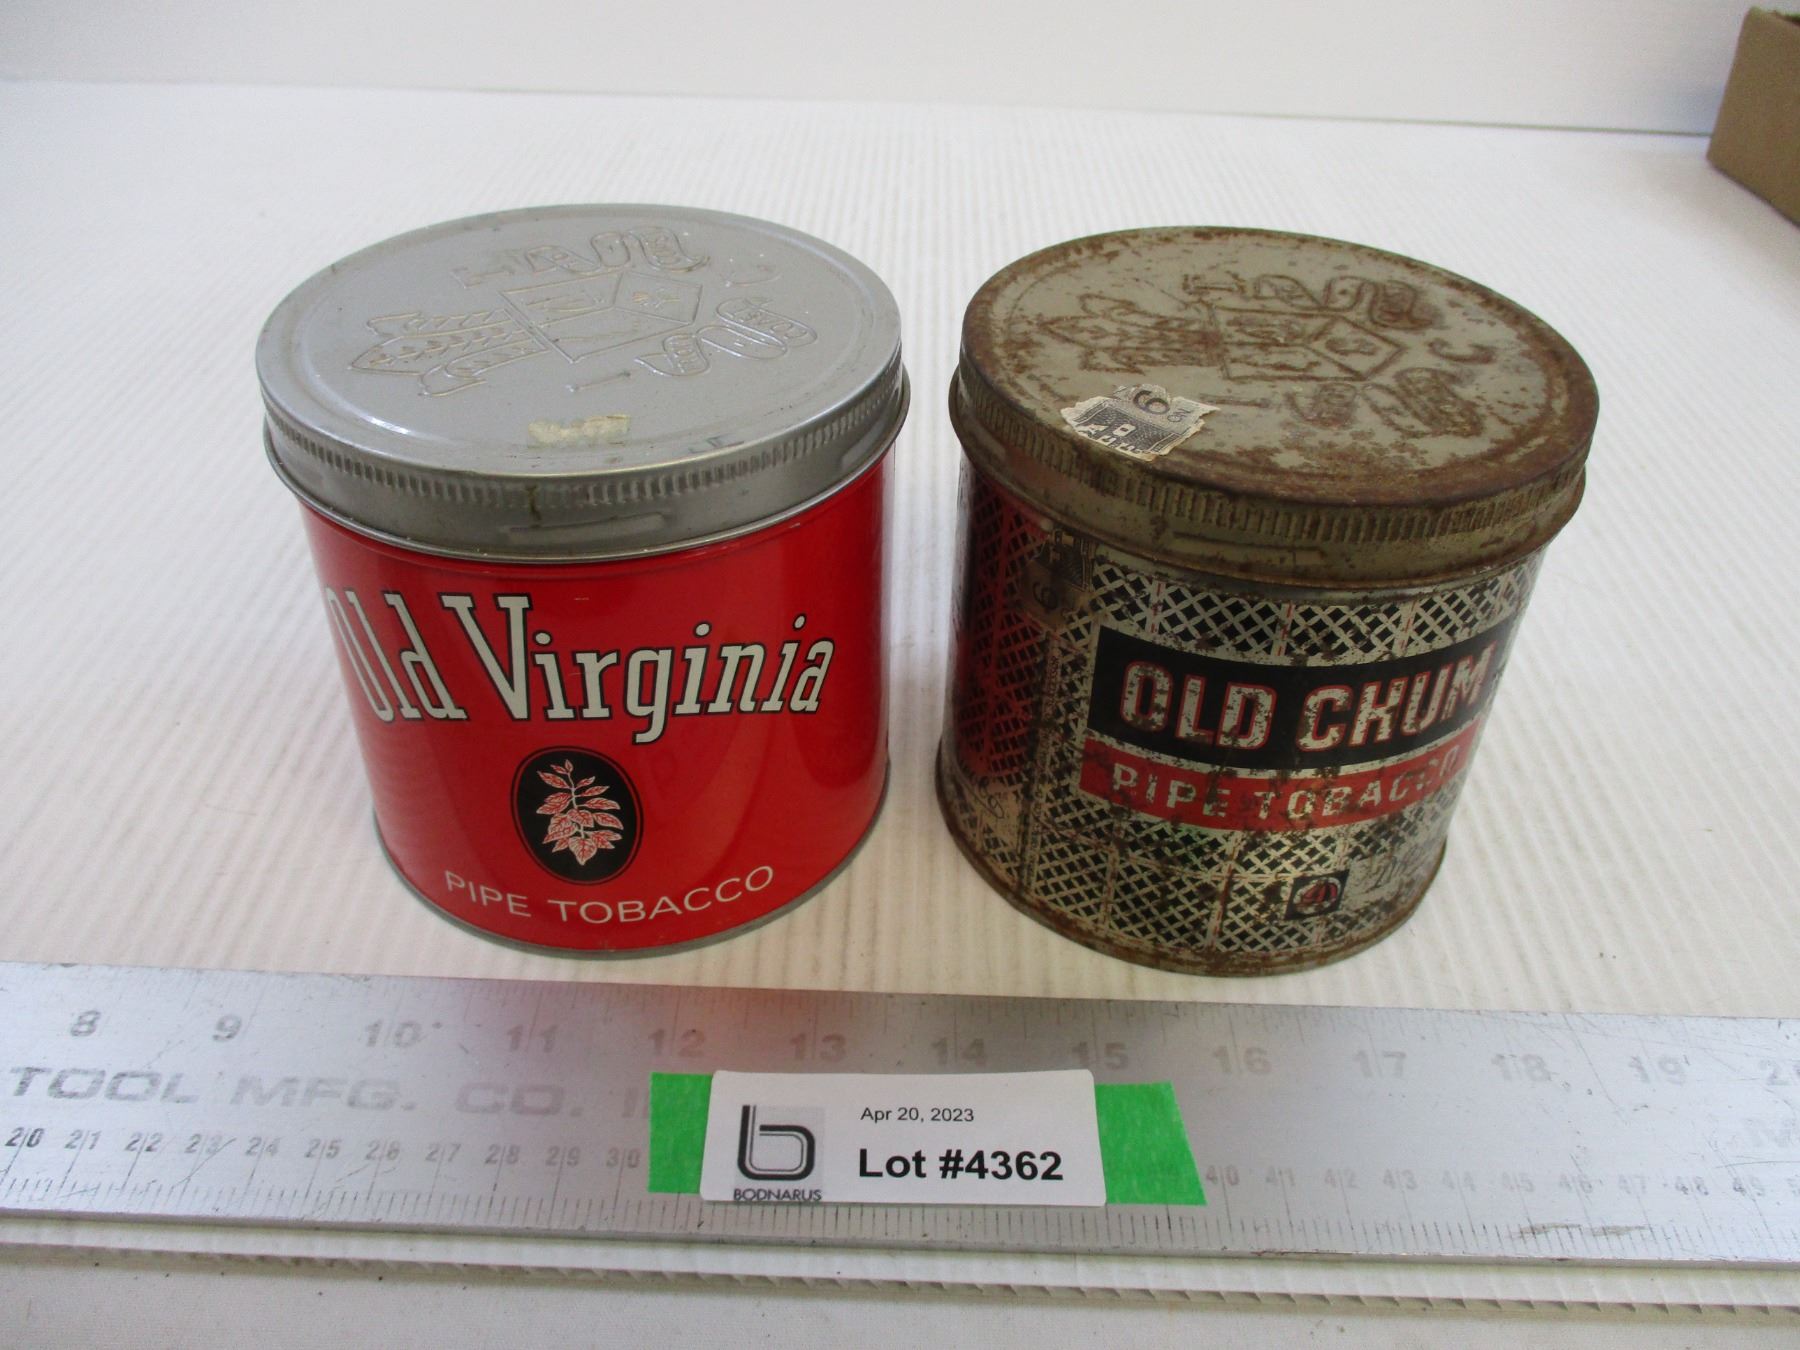 I T C
I T C
6
ON
Old Virginia
PIPE TOBACCO
OLD CHUM
PIPE TOBACCO
8 9 10 11 12 13 14 15 16 17 18 19
TOOL MFG. CO.
20 21 22 23 24 25 26 27 28 29 30 40 41 42 43 44 45 46 47 48 49
Apr 20, 2023
Lot #4362
BODNARUS